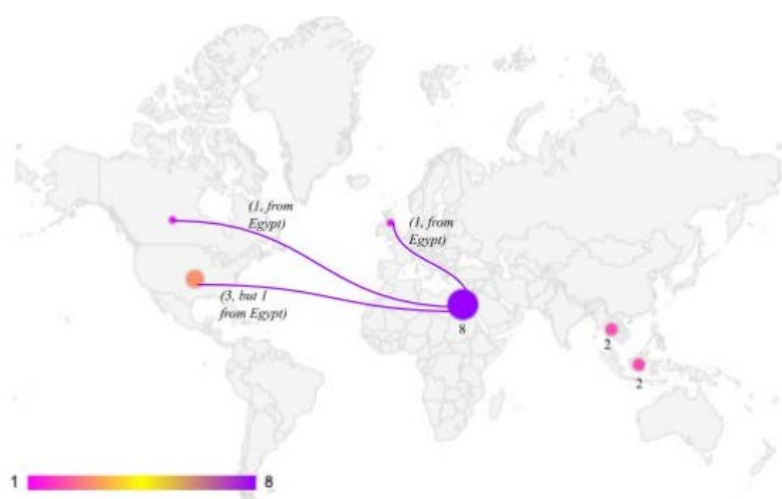 (1, from
Egypt)
(1, from
Egypt)
(3, but 1
from Egypt)
8
2
2
1
8